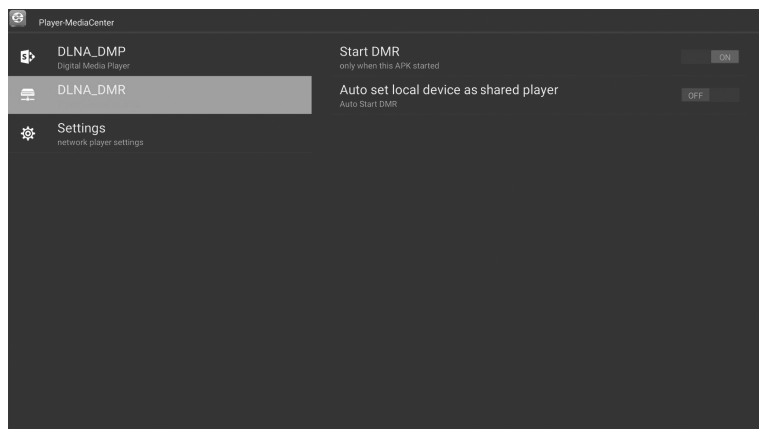 Player-MediaCenter
DLNA_DMP
Digital Media Player
DLNA_DMR
Settings
network player settings
Start DMR
only when this APK started
ON
Auto set local device as shared player
Auto Start DMR
OFF